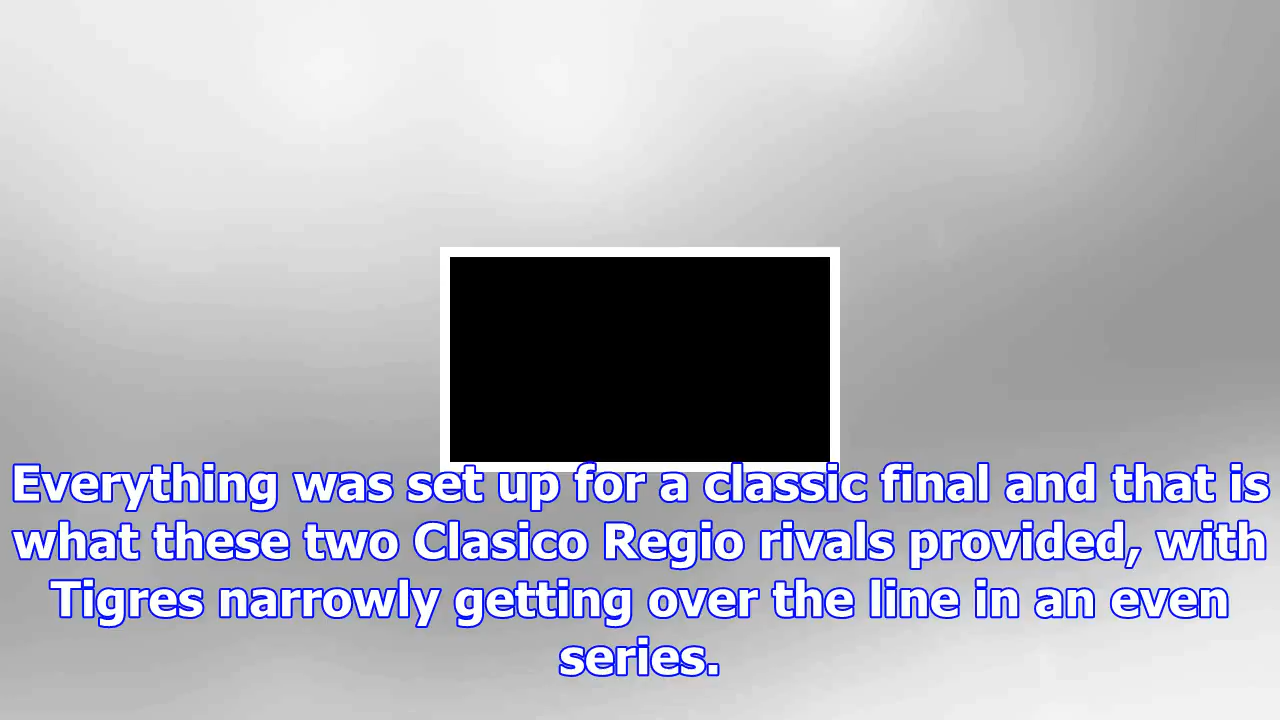 Everything was set up for a classic final and that is
what these two Clasico Regio rivals provided, with
Tigres narrowly getting over the line in an even
series.